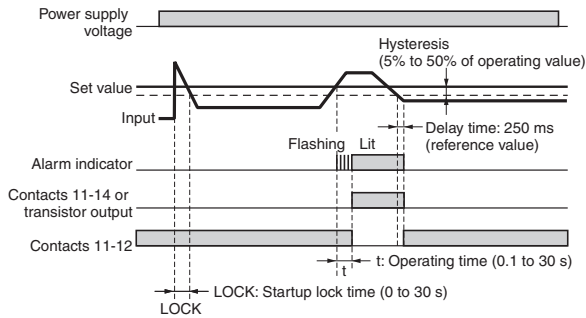 Power supply
voltage
Hysteresis
(5% to 50% of operating value)
Set value
Input
Delay time: 250 ms
(reference value)
Flashing
Lit
Alarm indicator
Contacts 11-14 or
transistor output
Contacts 11-12
t
t: Operating time (0.1 to 30 s)
LOCK: Startup lock time (0 to 30 s)
LOCK